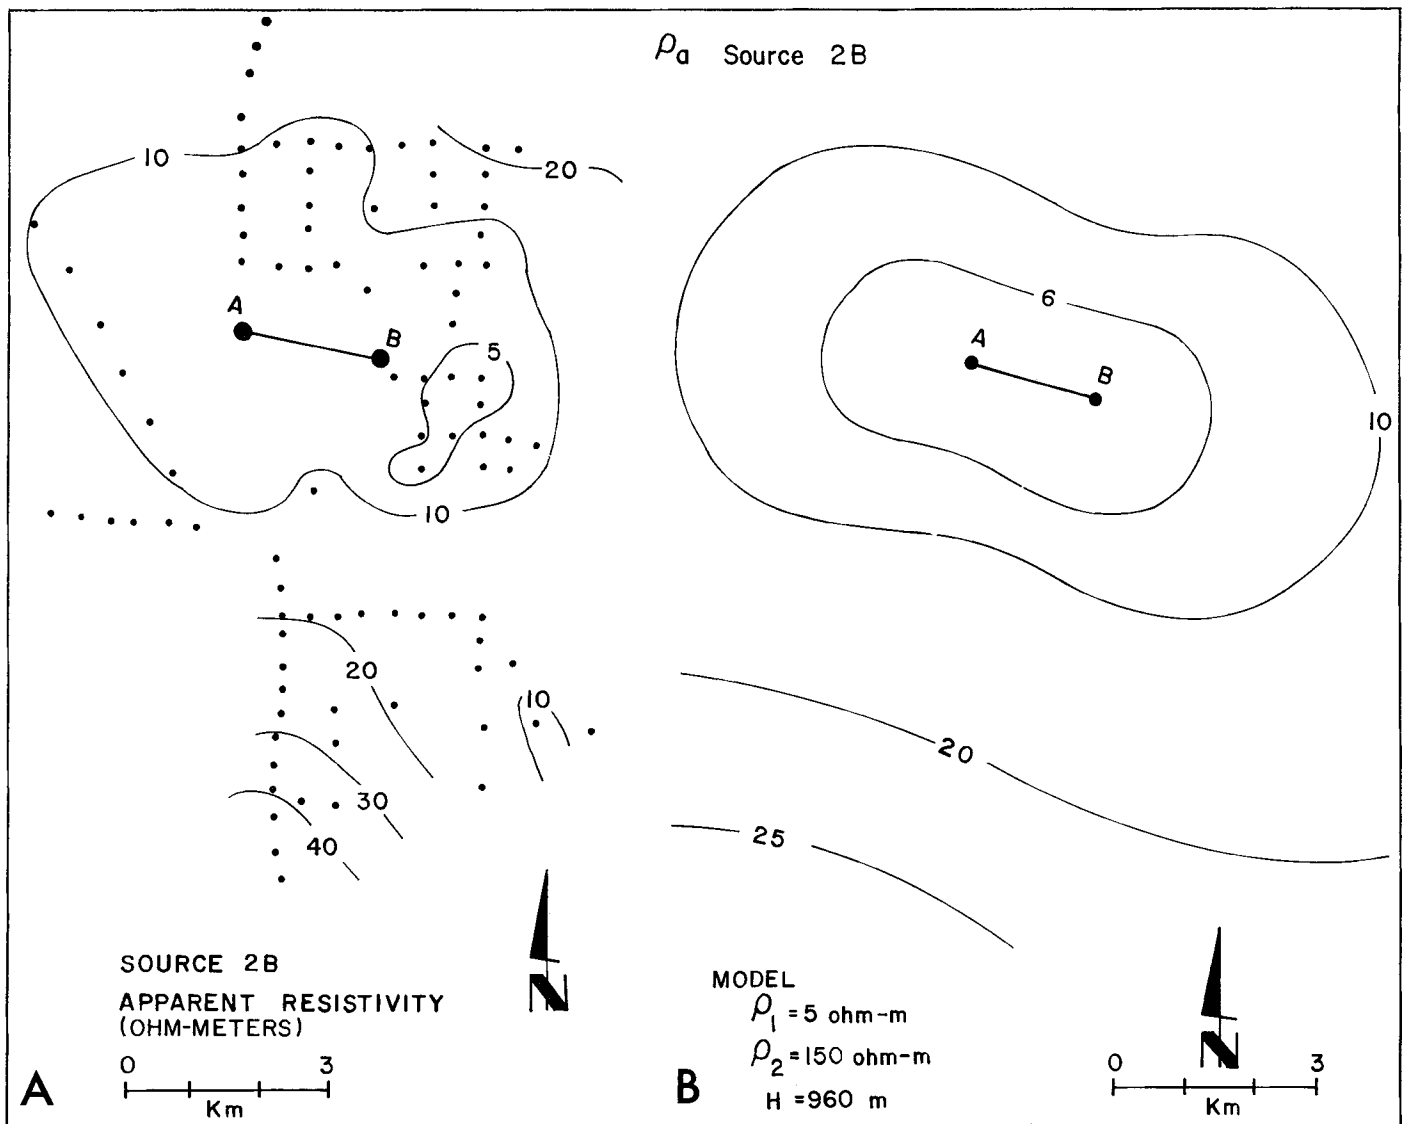 ρa Source 2B
10
20
A
B
5
10
20
10
30
40
SOURCE 2B
APPARENT RESISTIVITY
(OHM-METERS)
0 3
Km
A
N
6
A
B
10
20
25
MODEL
ρ1 = 5 ohm-m
ρ2 = 150 ohm-m
H = 960 m
B
N
0 3
Km